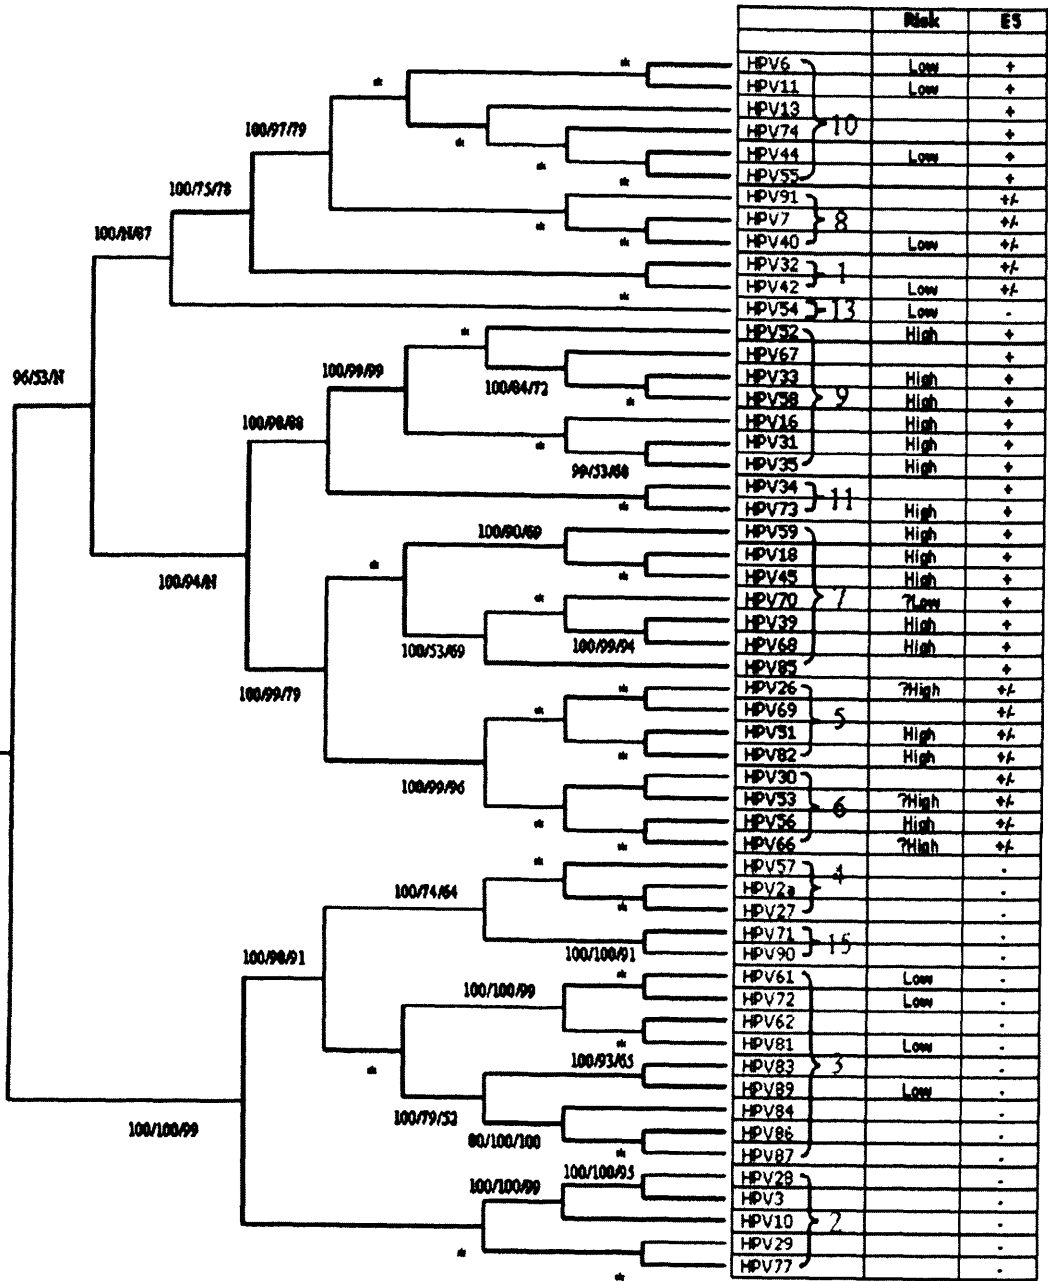 Risk E5
* * HPV6 Low +
HPV11 Low +
HPV13 +
100/97/79 * HPV74 10 +
* HPV44 Low +
100/75/78 * HPV55 +
HPV91 +/-
100/N/87 * HPV7 8 +/-
* HPV40 Low +/-
HPV32 1 +/-
* HPV42 Low +/-
HPV54 13 Low -
* HPV52 High +
HPV67 +
96/53/N 100/99/99 100/84/72 HPV33 High +
* HPV58 9 High +
100/98/88 HPV16 High +
* HPV31 High +
99/53/68 HPV35 High +
HPV34 11 +
* HPV73 High +
100/90/69 HPV59 High +
* HPV18 High +
100/94/N * HPV45 High +
* HPV70 7 ?Low +
HPV39 High +
100/53/69 100/99/94 HPV68 High +
HPV85 +
100/99/79 * HPV26 ?High +/-
* HPV69 5 +/-
HPV51 High +/-
* HPV82 High +/-
100/99/96 HPV30 +/-
HPV53 6 ?High +/-
* HPV56 High +/-
* HPV66 ?High +/-
* HPV57 4 -
100/74/64 HPV2a -
* HPV27 -
HPV71 15 -
100/98/91 100/100/91 HPV90 -
* HPV61 Low -
100/100/99 HPV72 Low -
HPV62 -
* HPV81 Low -
* 100/93/65 HPV83 3 -
HPV89 Low -
100/79/52 HPV84 -
100/100/99 80/100/100 HPV86 -
* HPV87 -
100/100/95 HPV28 -
100/100/99 HPV3 -
HPV10 2 -
* HPV29 -
* HPV77 -